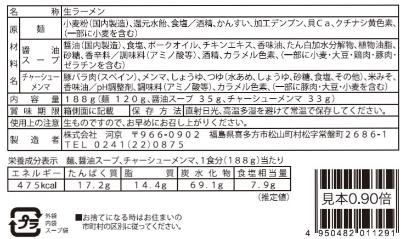 名 称 生ラーメン
原材料名
麺
小麦粉(国内製造)、還元水飴、食塩/酒精、かんすい、加工デンプン、貝Ca、クチナシ黄色素、
(一部に小麦を含む)
醤油スープ
醤油(国内製造)、食塩、ポークオイル、チキンエキス、香味油、たん白加水分解物、植物油脂、
砂糖、香辛料/調味料(アミノ酸等)、酒精、カラメル色素、(一部に小麦・大豆・鶏肉・豚肉・
ゼラチンを含む)
チャーシューメンマ
豚バラ肉(スペイン)、メンマ、しょうゆ、つゆ(水あめ、しょうゆ、砂糖、食塩、その他)、米みそ、
香味油/pH調整剤、調味料(アミノ酸等)、カラメル色素、(一部に豚肉・大豆・小麦を含む)
内 容 量 188g(麺 120g、醤油スープ 35g、チャーシューメンマ 33g)
賞味期限 箱側面に記載 保存方法 直射日光、高温多湿を避けて常温で保存してください。
使用上の注意 生ものですので、お早めにお召し上がりください。
製 造 者 株式会社 河京 〒966-0902 福島県喜多方市松山町村松字常盤町2686-1
TEL 0241(22)0875
栄養成分表示 麺、醤油スープ、チャーシューメンマ、1食分(188g)当たり
エネルギー たんぱく質 脂 質 炭水化物 食塩相当量
475kcal 17.2g 14.4g 69.1g 7.9g
(推定値)
プラ
外袋
内袋
スープ袋
■お捨てになる時はお住まいの
市町村の区別に従ってください。
見本0.90倍
4 950482 011291